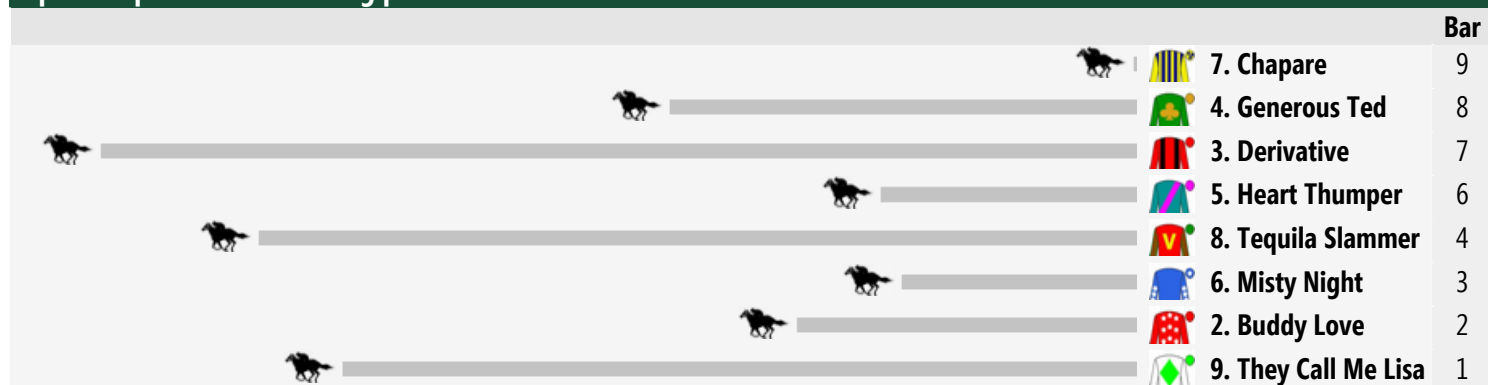 Bar
7. Chapare 9
4. Generous Ted 8
3. Derivative 7
5. Heart Thumper 6
V 8. Tequila Slammer 4
6. Misty Night 3
2. Buddy Love 2
9. They Call Me Lisa 1